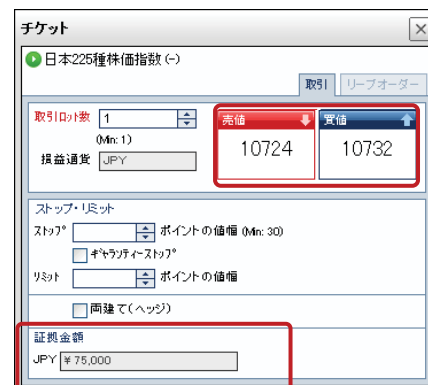 チケット
日本225種株価指数 (-)
取引 リーブオーダー
取引ロット数 1
(Min: 1)
損益通貨 JPY
売値 買値
10724 10732
ストップ・リミット
ストップ ポイントの値幅 (Min: 30)
ギャランティーストップ
リミット ポイントの値幅
両建て(ヘッジ)
証拠金額
JPY ¥ 75,000